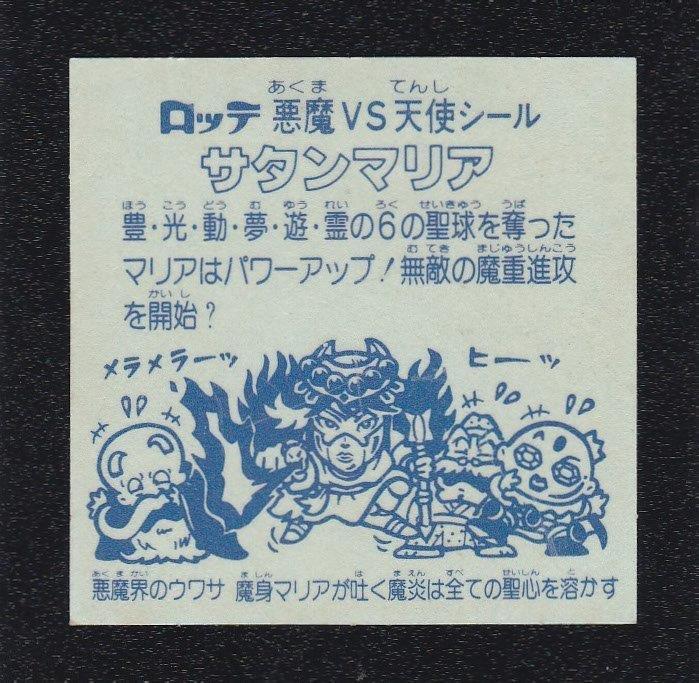 あくま てんし
ロッテ 悪魔VS天使シール
サタンマリア
ほう こう どう む ゆう れい ろく せいきゅう うば
豊・光・動・夢・遊・霊の6の聖球を奪った
むてき まじゅうしんこう
マリアはパワーアップ!無敵の魔重進攻
かいし
を開始?
メラメラーッ ヒーーッ
あくまかい ましん は まえん すべ せいしん と
悪魔界のウワサ 魔身マリアが吐く魔炎は全ての聖心を溶かす